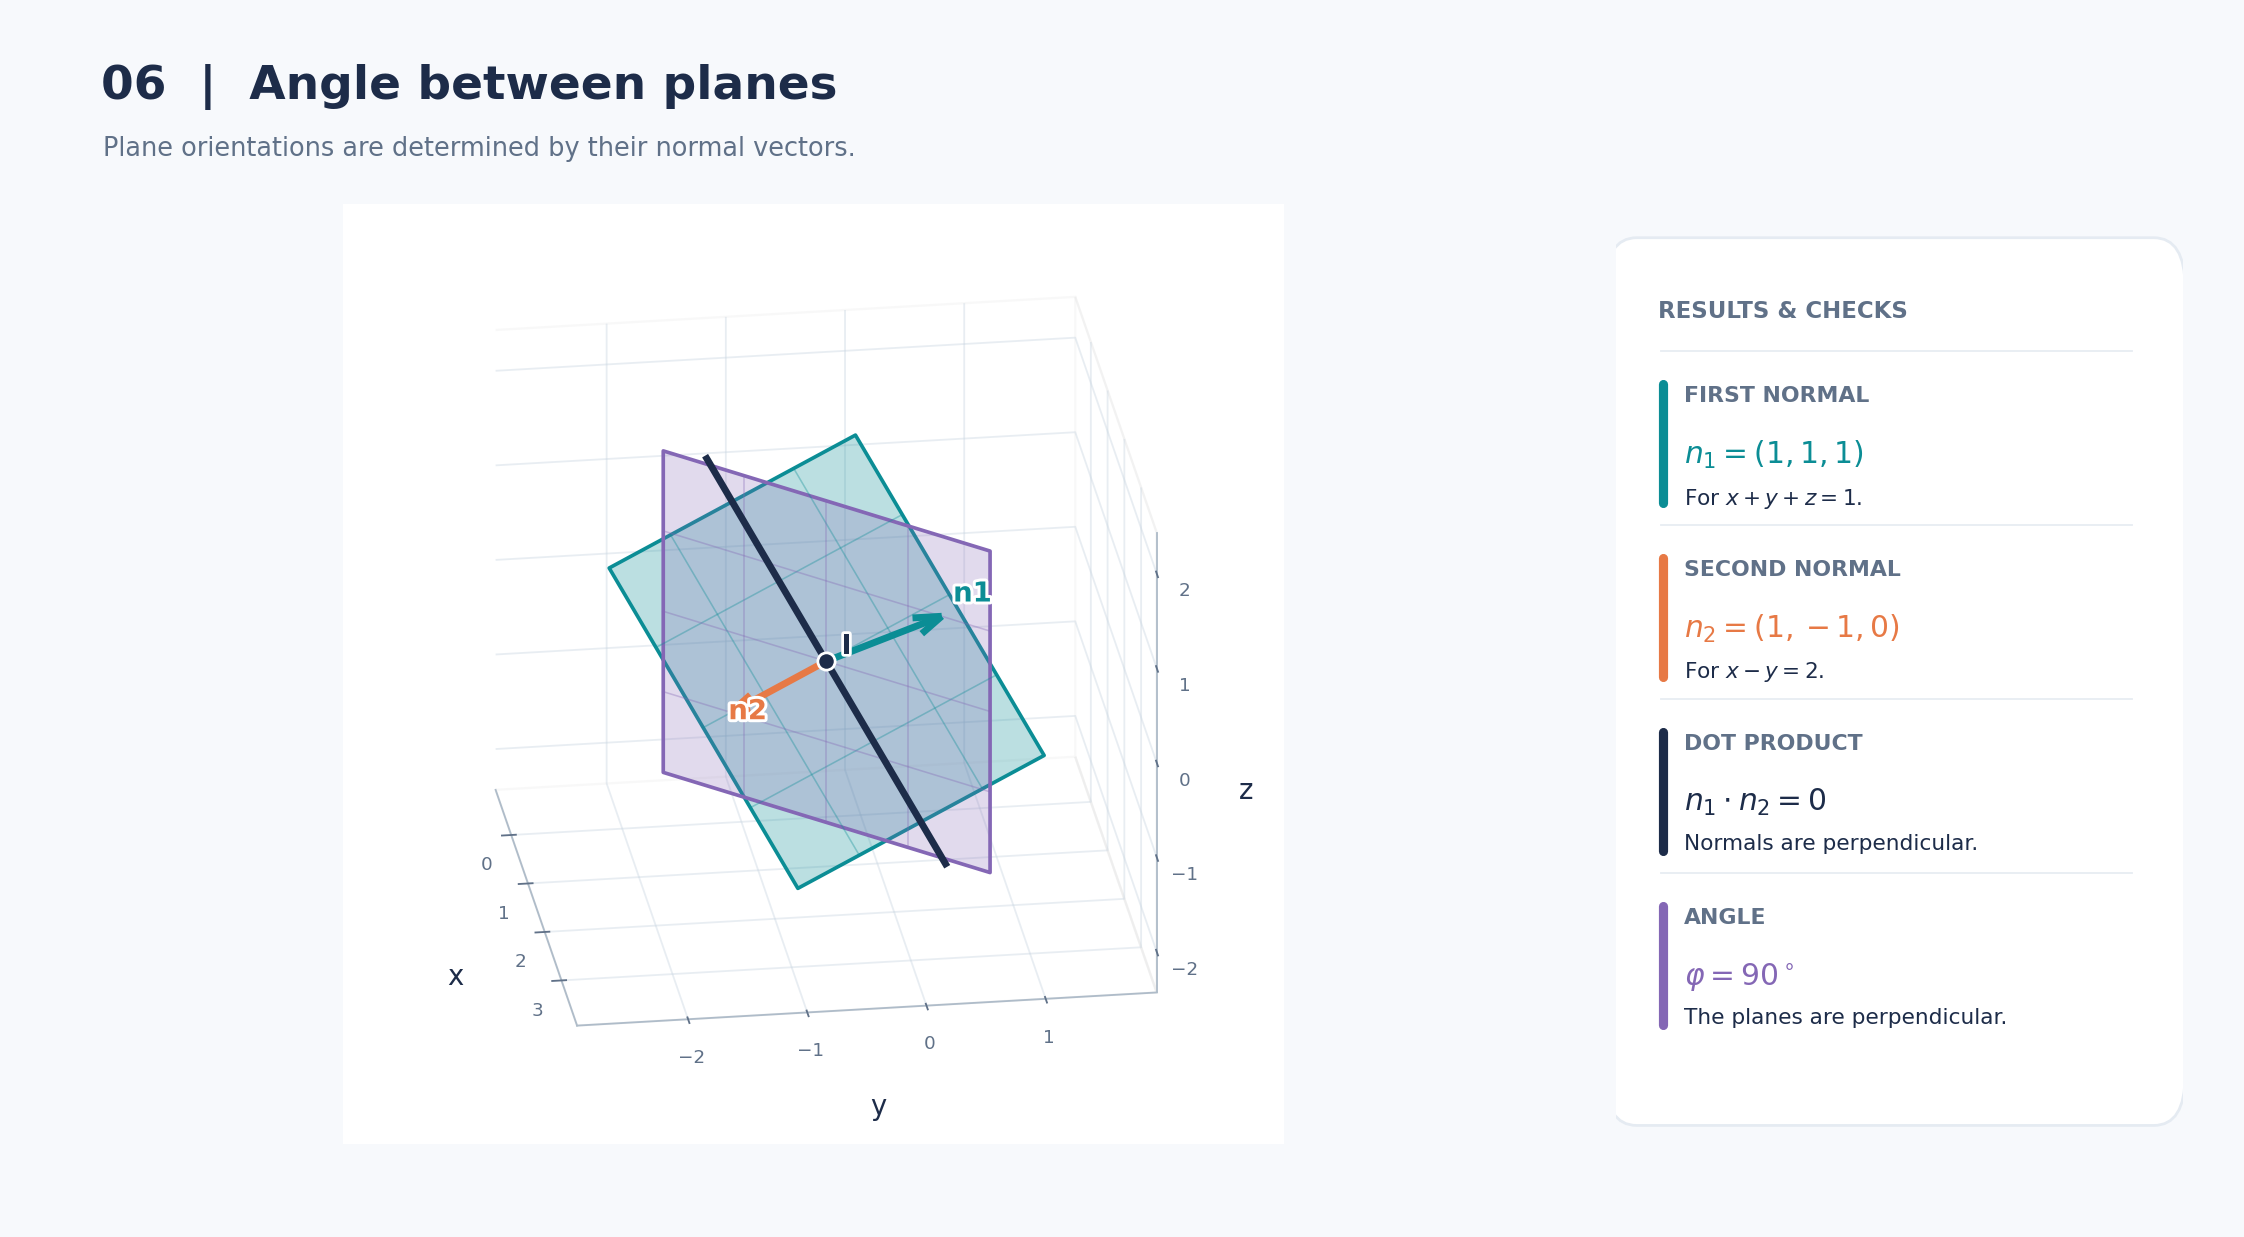 06 | Angle between planes
Plane orientations are determined by their normal vectors.
n1
I
n2
2
1
0
−1
−2
z
0
1
2
3
x
−2
−1
0
1
y
RESULTS & CHECKS
FIRST NORMAL
n₁ = (1, 1, 1)
For x + y + z = 1.
SECOND NORMAL
n₂ = (1, −1, 0)
For x − y = 2.
DOT PRODUCT
n₁ · n₂ = 0
Normals are perpendicular.
ANGLE
φ = 90°
The planes are perpendicular.